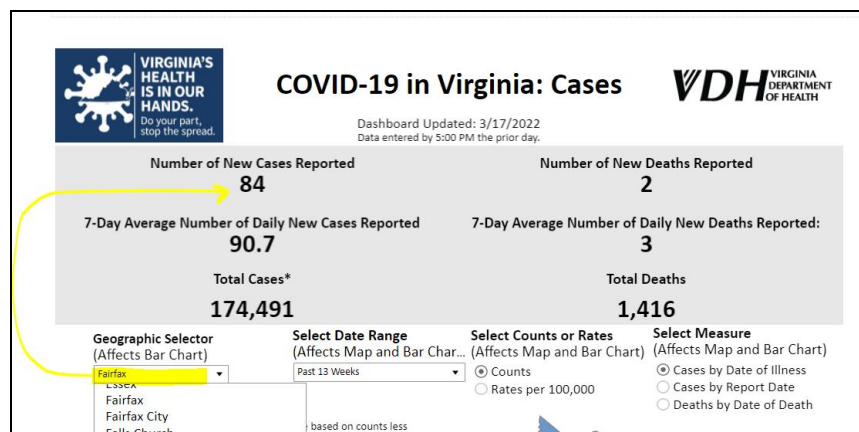 VIRGINIA'S
HEALTH
IS IN OUR
HANDS.
Do your part,
stop the spread.
COVID-19 in Virginia: Cases
VDH VIRGINIA
DEPARTMENT
OF HEALTH
Dashboard Updated: 3/17/2022
Data entered by 5:00 PM the prior day.
Number of New Cases Reported
84
Number of New Deaths Reported
2
7-Day Average Number of Daily New Cases Reported
90.7
7-Day Average Number of Daily New Deaths Reported:
3
Total Cases*
174,491
Total Deaths
1,416
Geographic Selector
(Affects Bar Chart)
Fairfax
Essex
Fairfax
Fairfax City
Falls Church
Select Date Range
(Affects Map and Bar Char...
Past 13 Weeks
based on counts less
Select Counts or Rates
(Affects Map and Bar Chart)
Counts
Rates per 100,000
Select Measure
(Affects Map and Bar Chart)
Cases by Date of Illness
Cases by Report Date
Deaths by Date of Death